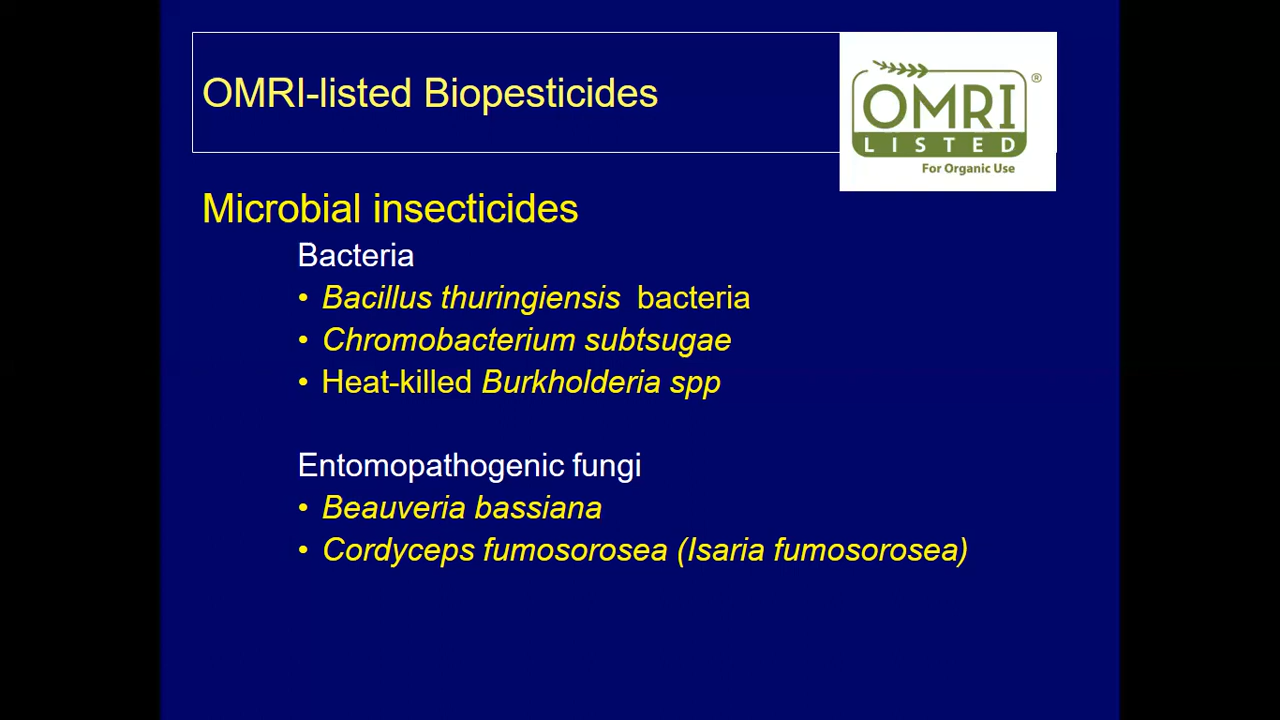 OMRI-listed Biopesticides
OMRI®
LISTED
For Organic Use
Microbial insecticides
Bacteria
• Bacillus thuringiensis bacteria
• Chromobacterium subtsugae
• Heat-killed Burkholderia spp
Entomopathogenic fungi
• Beauveria bassiana
• Cordyceps fumosorosea (Isaria fumosorosea)